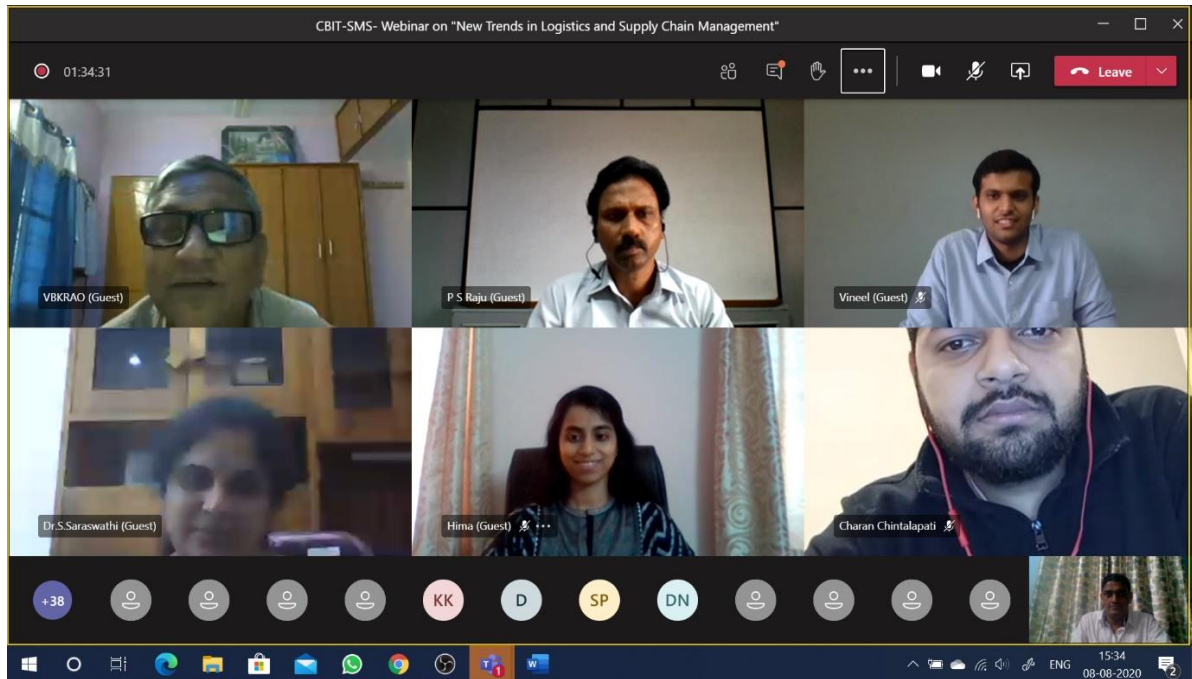 CBIT-SMS- Webinar on "New Trends in Logistics and Supply Chain Management"
01:34:31
Leave
VBKRAO (Guest)
P S Raju (Guest)
Vineel (Guest)
Dr.S.Saraswathi (Guest)
Hima (Guest)
Charan Chintalapati
+38
KK
D
SP
DN
W
1
ENG
15:34
08-08-2020
2